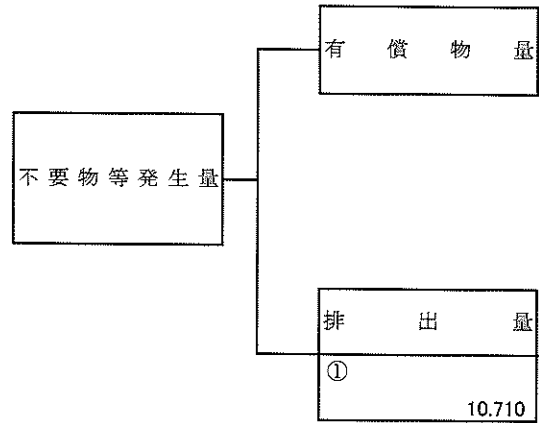 有償物量
不要物等発生量
排出量
①
10.710